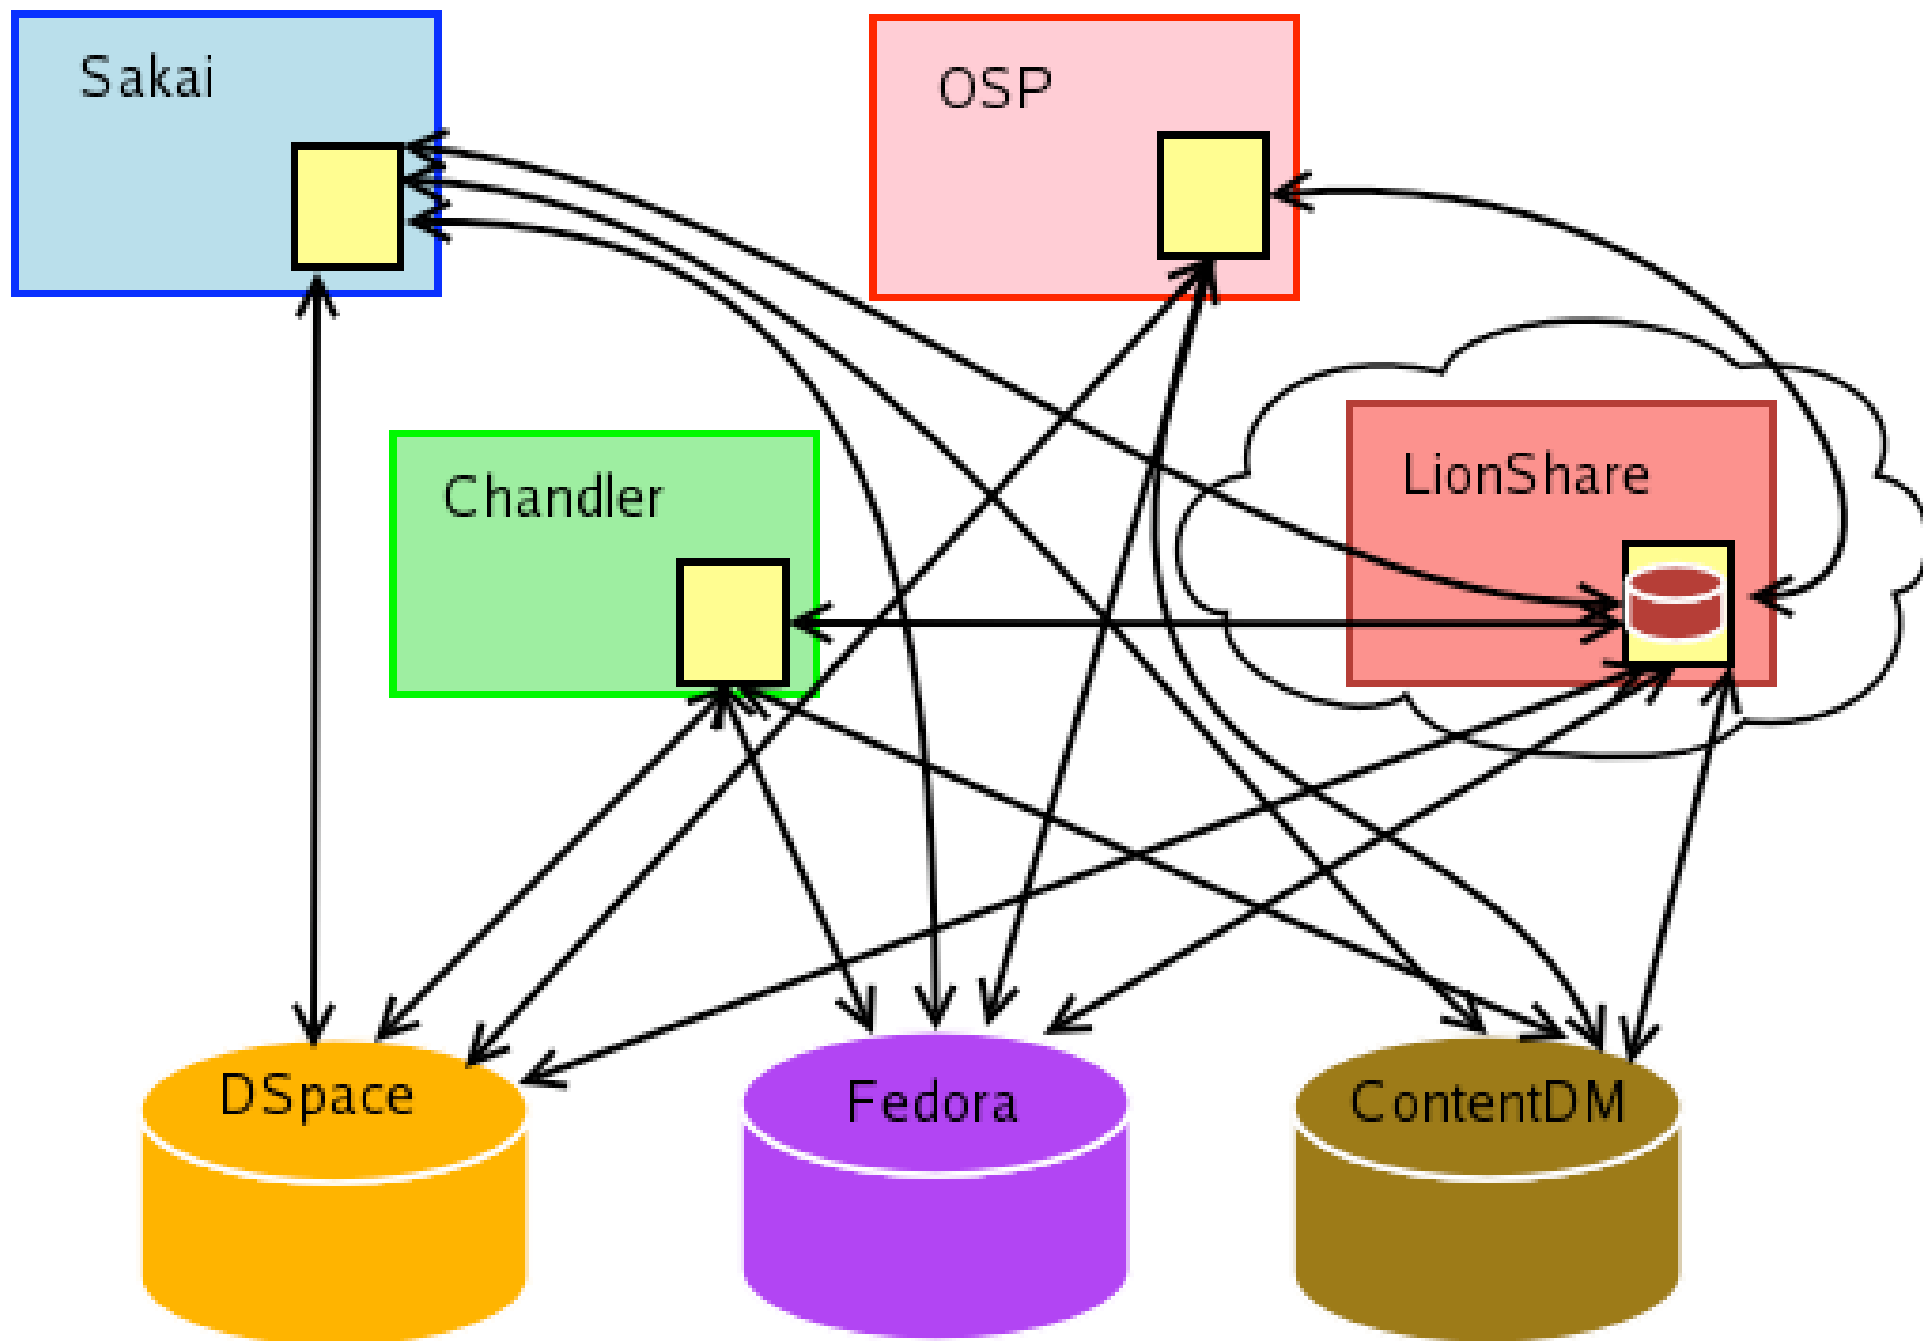 Sakai
OSP
Chandler
LionShare
DSpace
Fedora
ContentDM